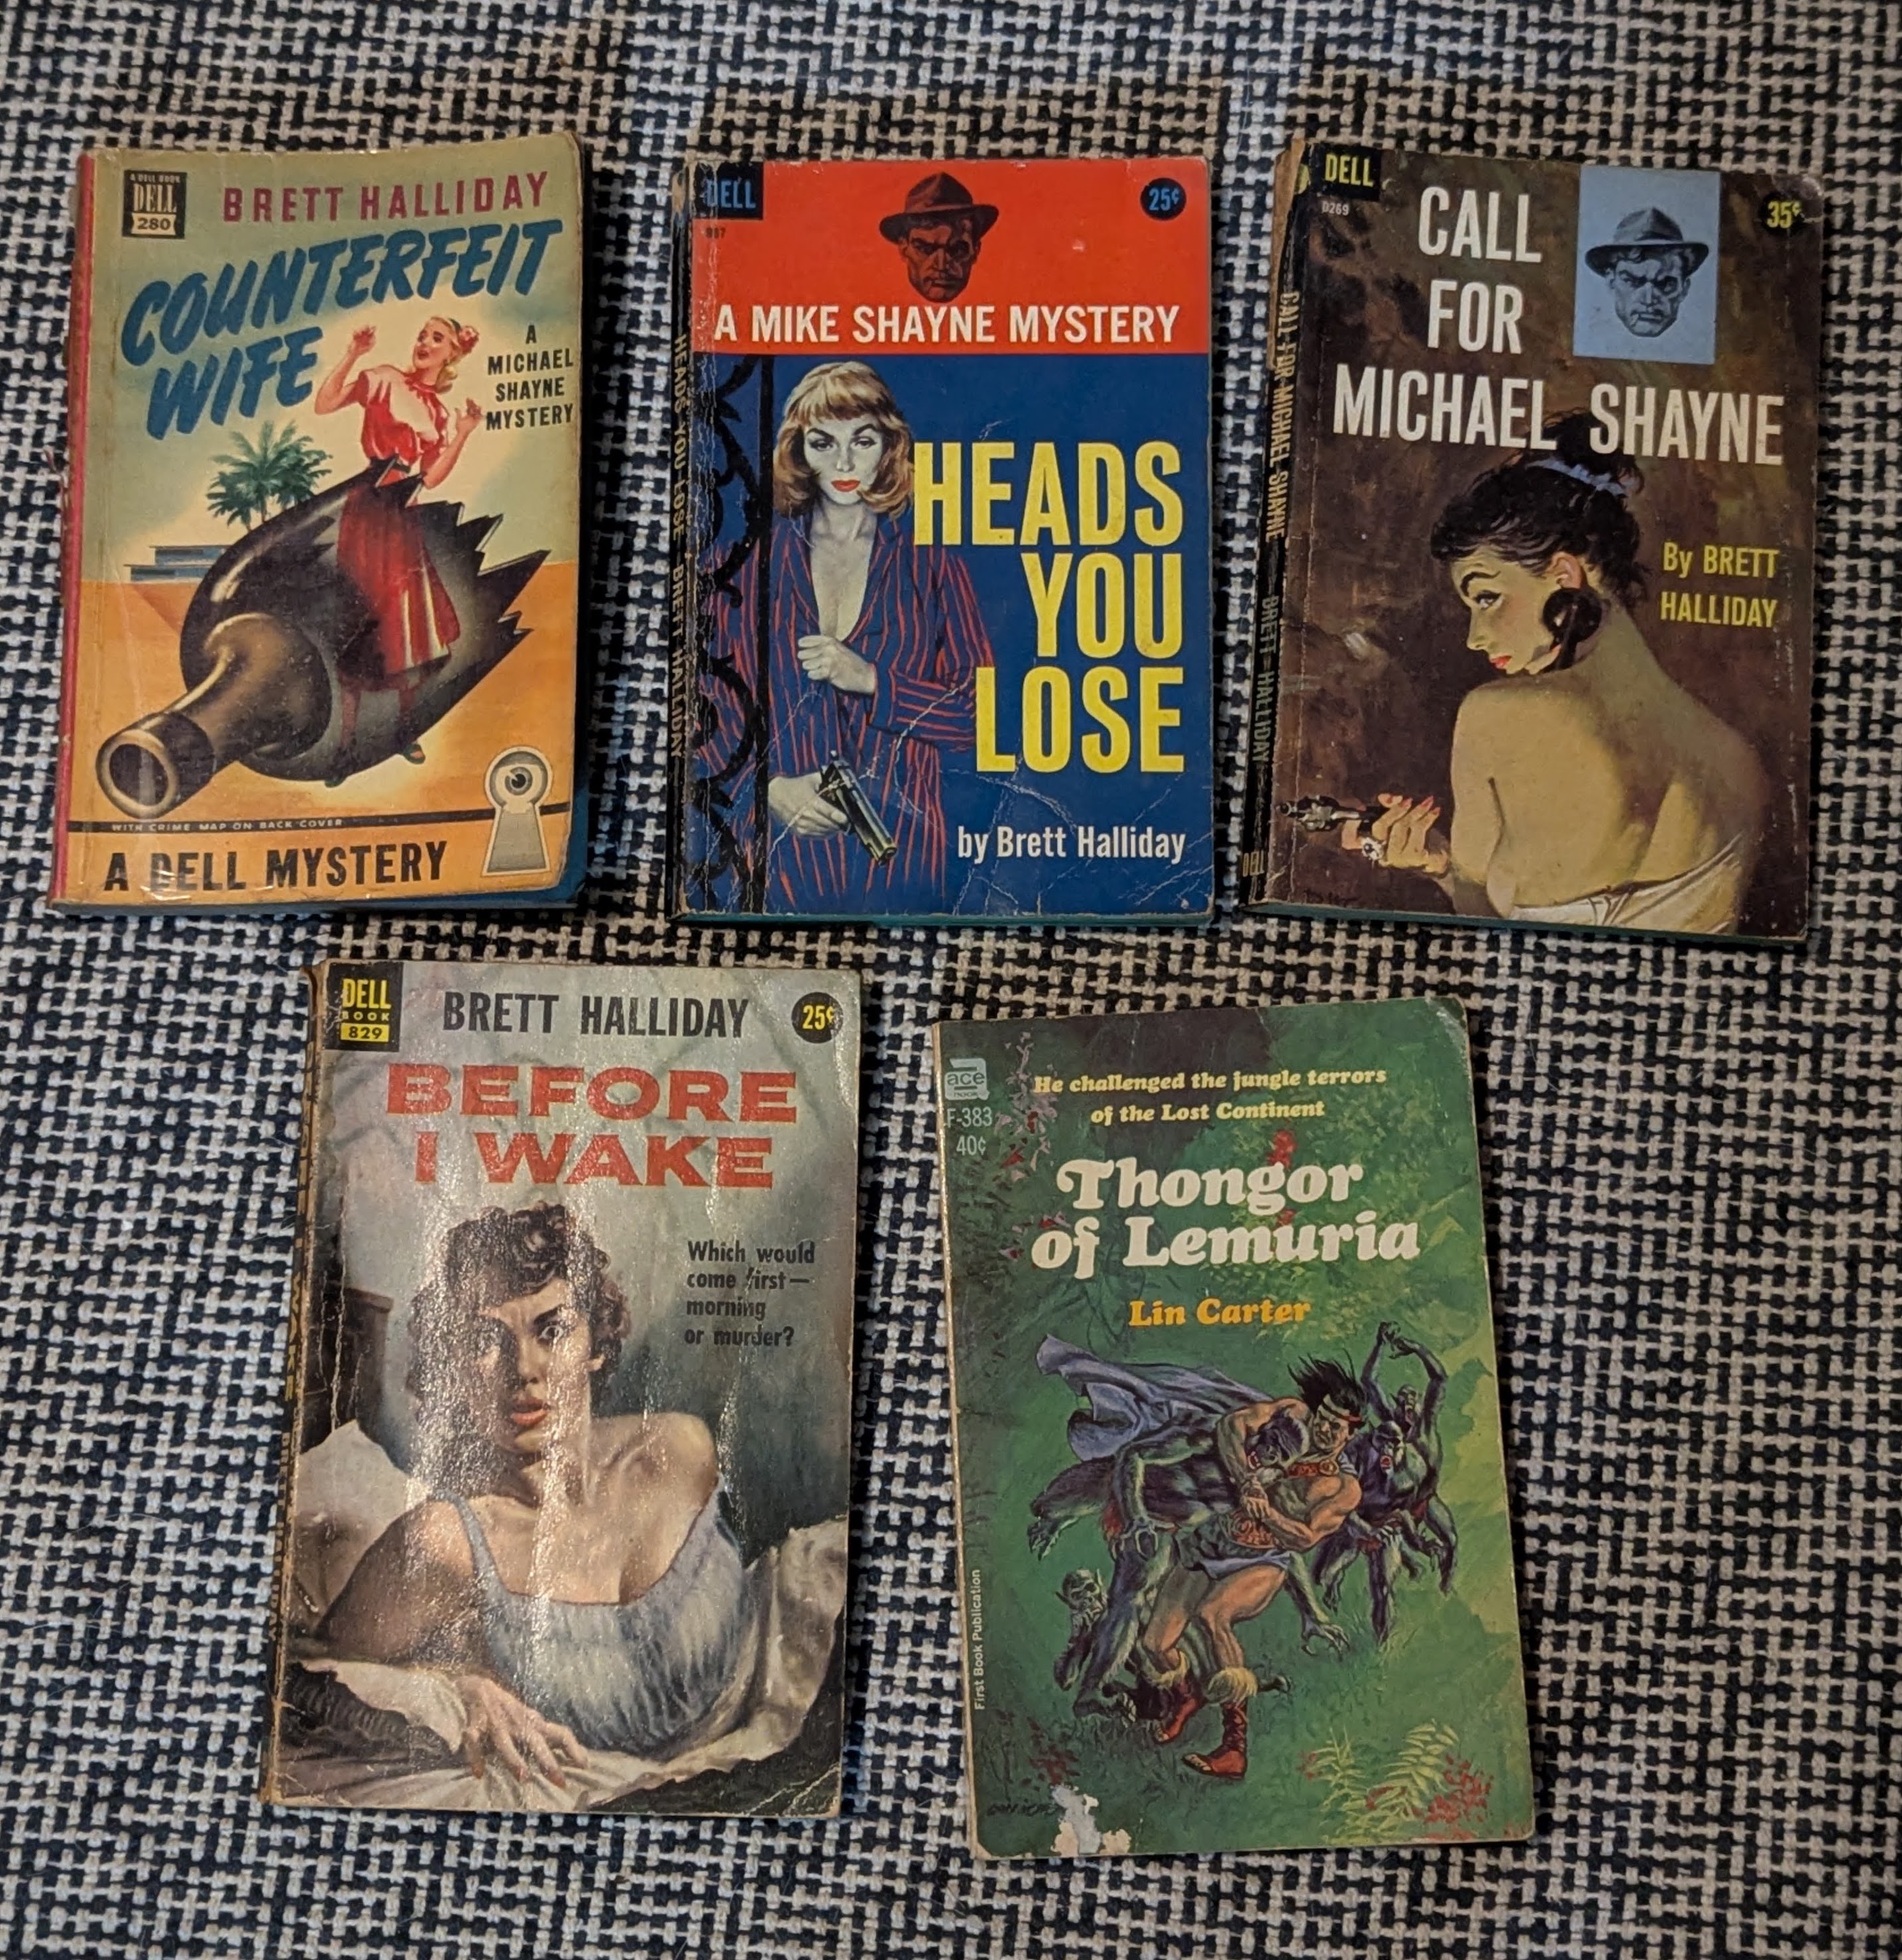 A DELL BOOK
DELL
280
BRETT HALLIDAY
COUNTERFEIT
WIFE
A
MICHAEL
SHAYNE
MYSTERY
WITH CRIME MAP ON BACK COVER
A DELL MYSTERY
DELL
25¢
A MIKE SHAYNE MYSTERY
HEADS
YOU
LOSE
by Brett Halliday
HEADS YOU LOSE BRETT HALLIDAY
DELL
D269
35¢
CALL
FOR
MICHAEL SHAYNE
By BRETT
HALLIDAY
CALL FOR MICHAEL SHAYNE BRETT HALLIDAY DELL
DELL
BOOK
829
BRETT HALLIDAY
25¢
BEFORE
I WAKE
Which would
come first—
morning
or murder?
ace
BOOK
F-383
40¢
He challenged the jungle terrors
of the Lost Continent
Thongor
of Lemuria
Lin Carter
First Book Publication